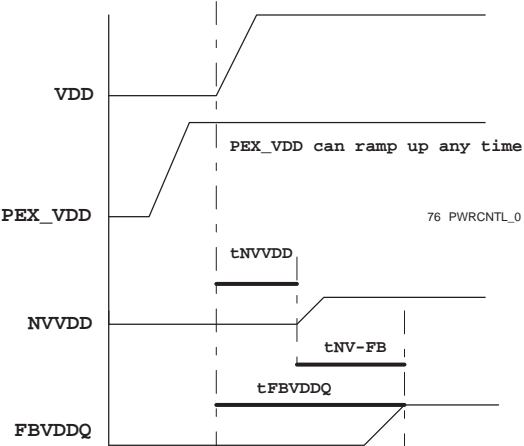 VDD
PEX_VDD can ramp up any time
PEX_VDD
76 PWRCNTL_0
tNVVDD
NVVDD
tNV-FB
tFBVDDQ
FBVDDQ